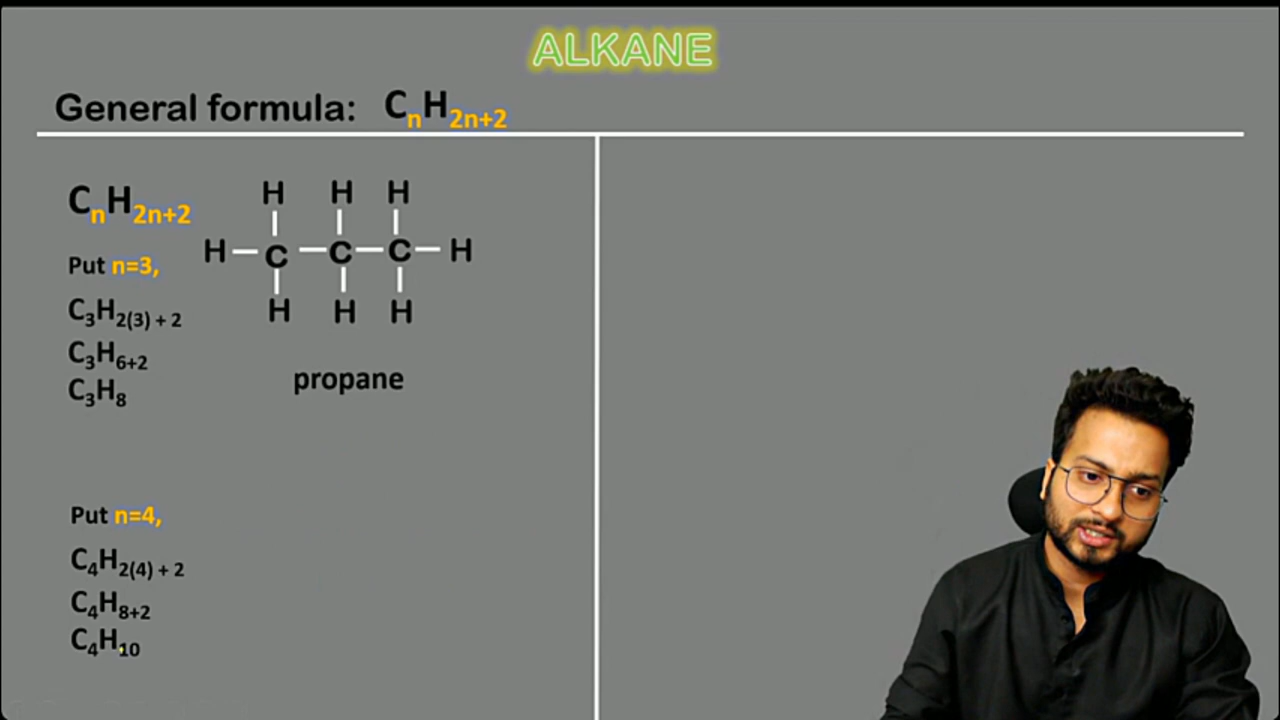 ALKANE
General formula: CnH2n+2
CnH2n+2
Put n=3,
C3H2(3) + 2
C3H6+2
C3H8
H H H
H C C C H
H H H
propane
Put n=4,
C4H2(4) + 2
C4H8+2
C4H10